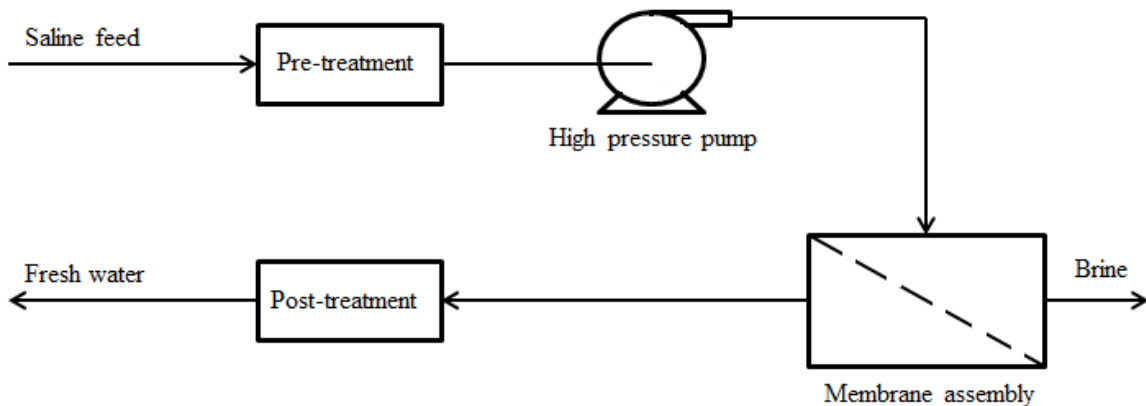 Saline feed
Pre-treatment
High pressure pump
Fresh water
Post-treatment
Brine
Membrane assembly